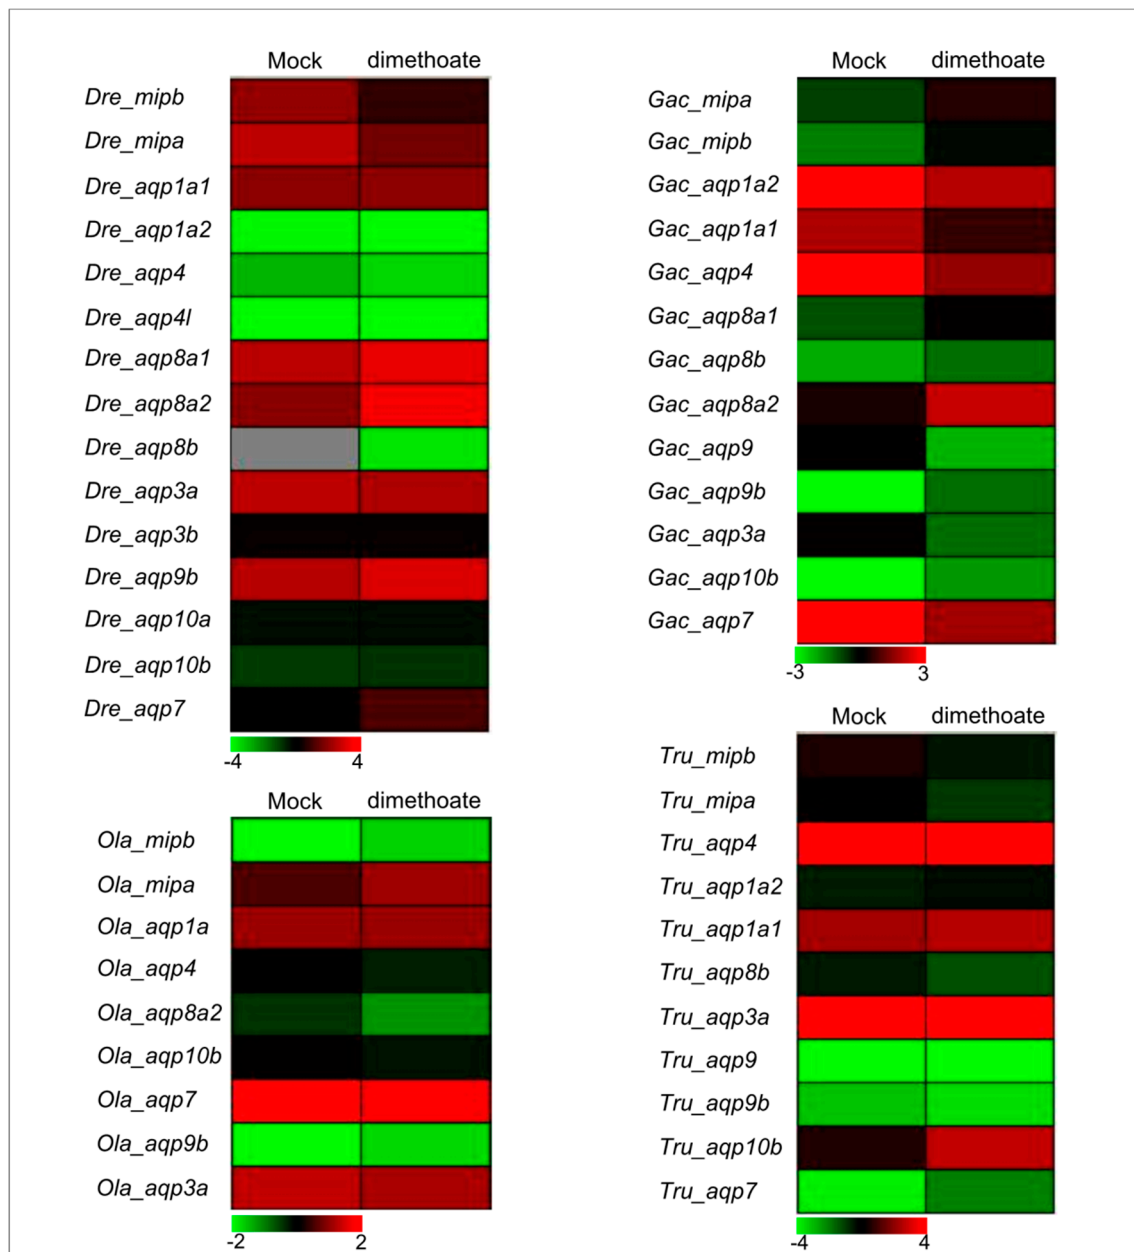 Mock dimethoate
Dre_mipb
Dre_mipa
Dre_aqp1a1
Dre_aqp1a2
Dre_aqp4
Dre_aqp4l
Dre_aqp8a1
Dre_aqp8a2
Dre_aqp8b
Dre_aqp3a
Dre_aqp3b
Dre_aqp9b
Dre_aqp10a
Dre_aqp10b
Dre_aqp7
-4 4
Mock dimethoate
Ola_mipb
Ola_mipa
Ola_aqp1a
Ola_aqp4
Ola_aqp8a2
Ola_aqp10b
Ola_aqp7
Ola_aqp9b
Ola_aqp3a
-2 2
Mock dimethoate
Gac_mipa
Gac_mipb
Gac_aqp1a2
Gac_aqp1a1
Gac_aqp4
Gac_aqp8a1
Gac_aqp8b
Gac_aqp8a2
Gac_aqp9
Gac_aqp9b
Gac_aqp3a
Gac_aqp10b
Gac_aqp7
-3 3
Mock dimethoate
Tru_mipb
Tru_mipa
Tru_aqp4
Tru_aqp1a2
Tru_aqp1a1
Tru_aqp8b
Tru_aqp3a
Tru_aqp9
Tru_aqp9b
Tru_aqp10b
Tru_aqp7
-4 4